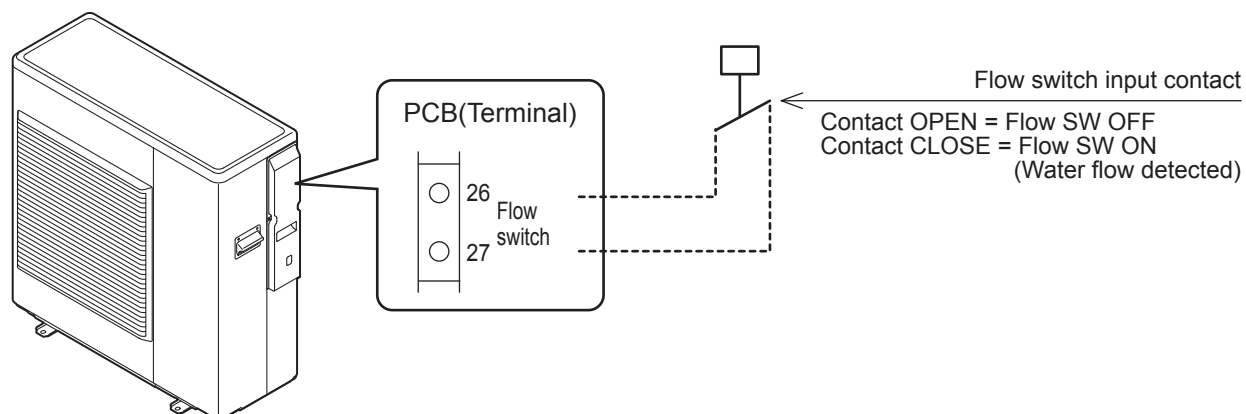 PCB(Terminal)
26
Flow
switch
27
Flow switch input contact
Contact OPEN = Flow SW OFF
Contact CLOSE = Flow SW ON
(Water flow detected)